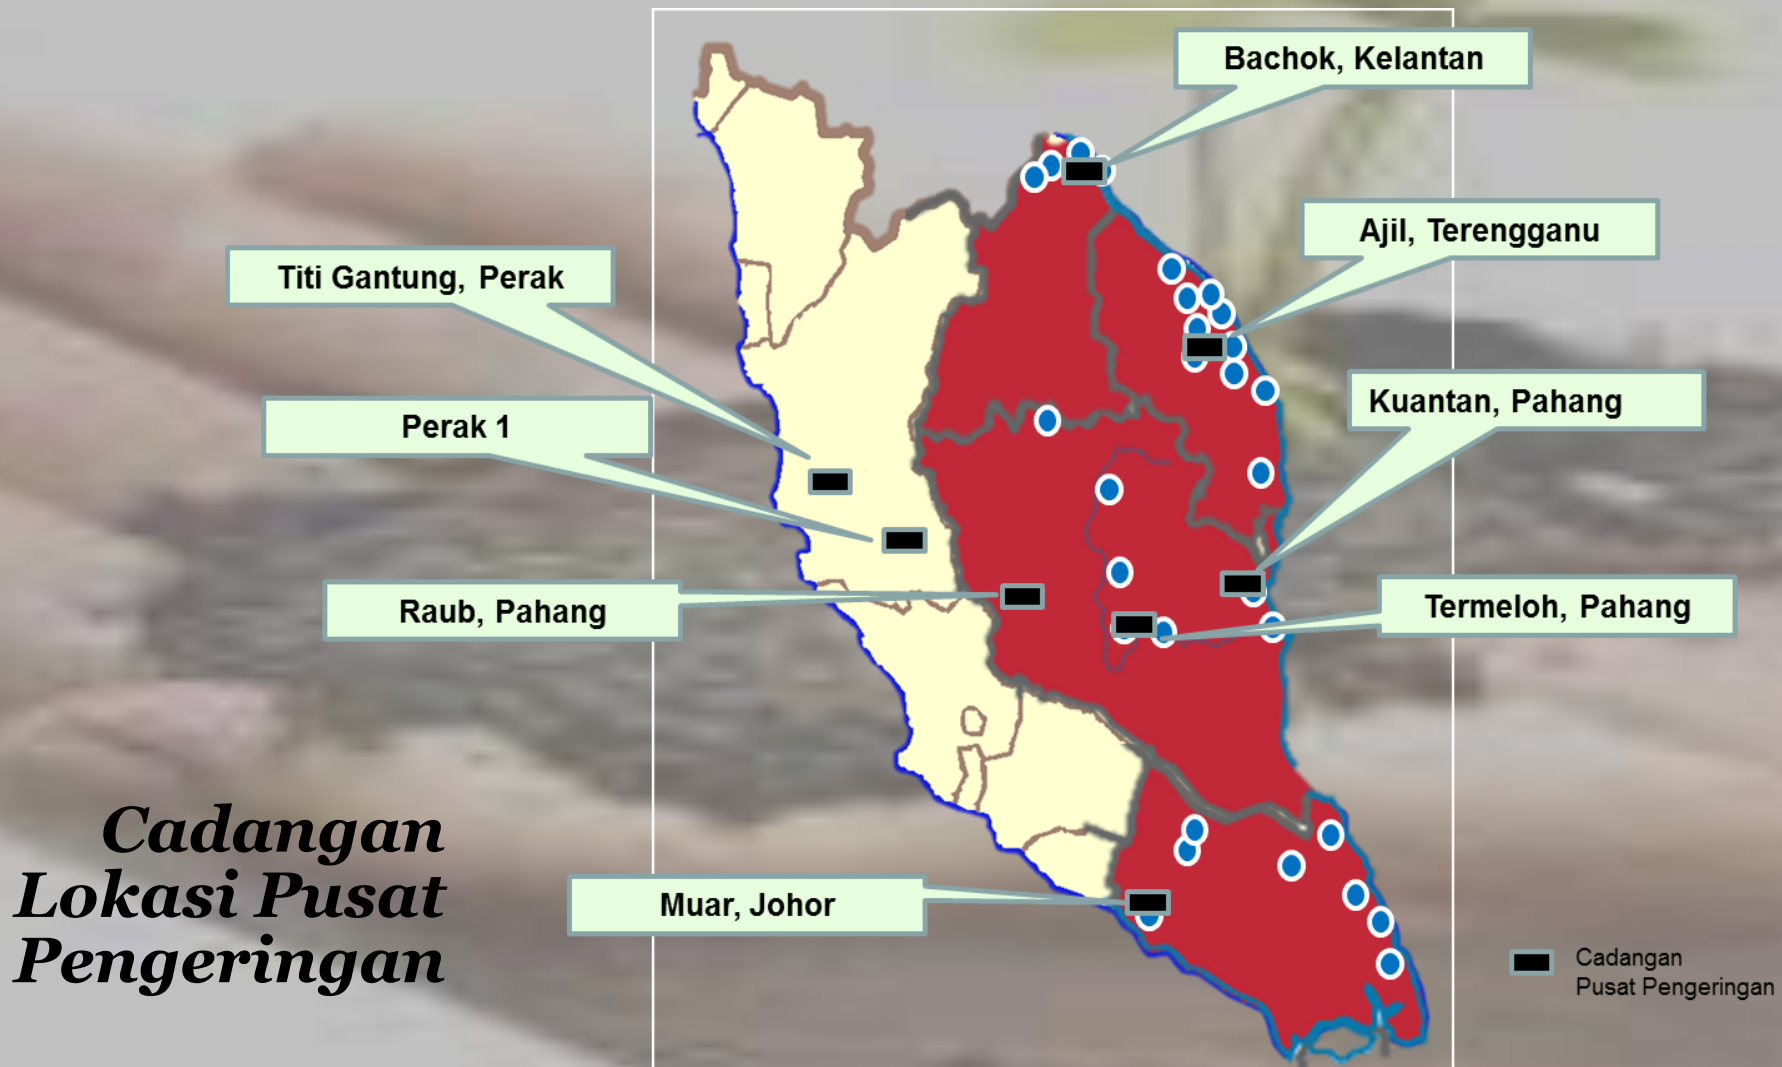 Bachok, Kelantan
Ajil, Terengganu
Titi Gantung, Perak
Kuantan, Pahang
Perak 1
Raub, Pahang
Termeloh, Pahang
Muar, Johor
Cadangan
Lokasi Pusat
Pengeringan
Cadangan
Pusat Pengeringan